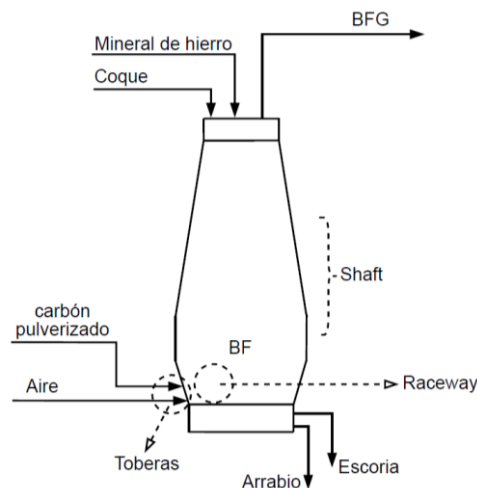 BFG
Mineral de hierro
Coque
Shaft
carbón
pulverizado
BF
Aire
Raceway
Toberas
Escoria
Arrabio